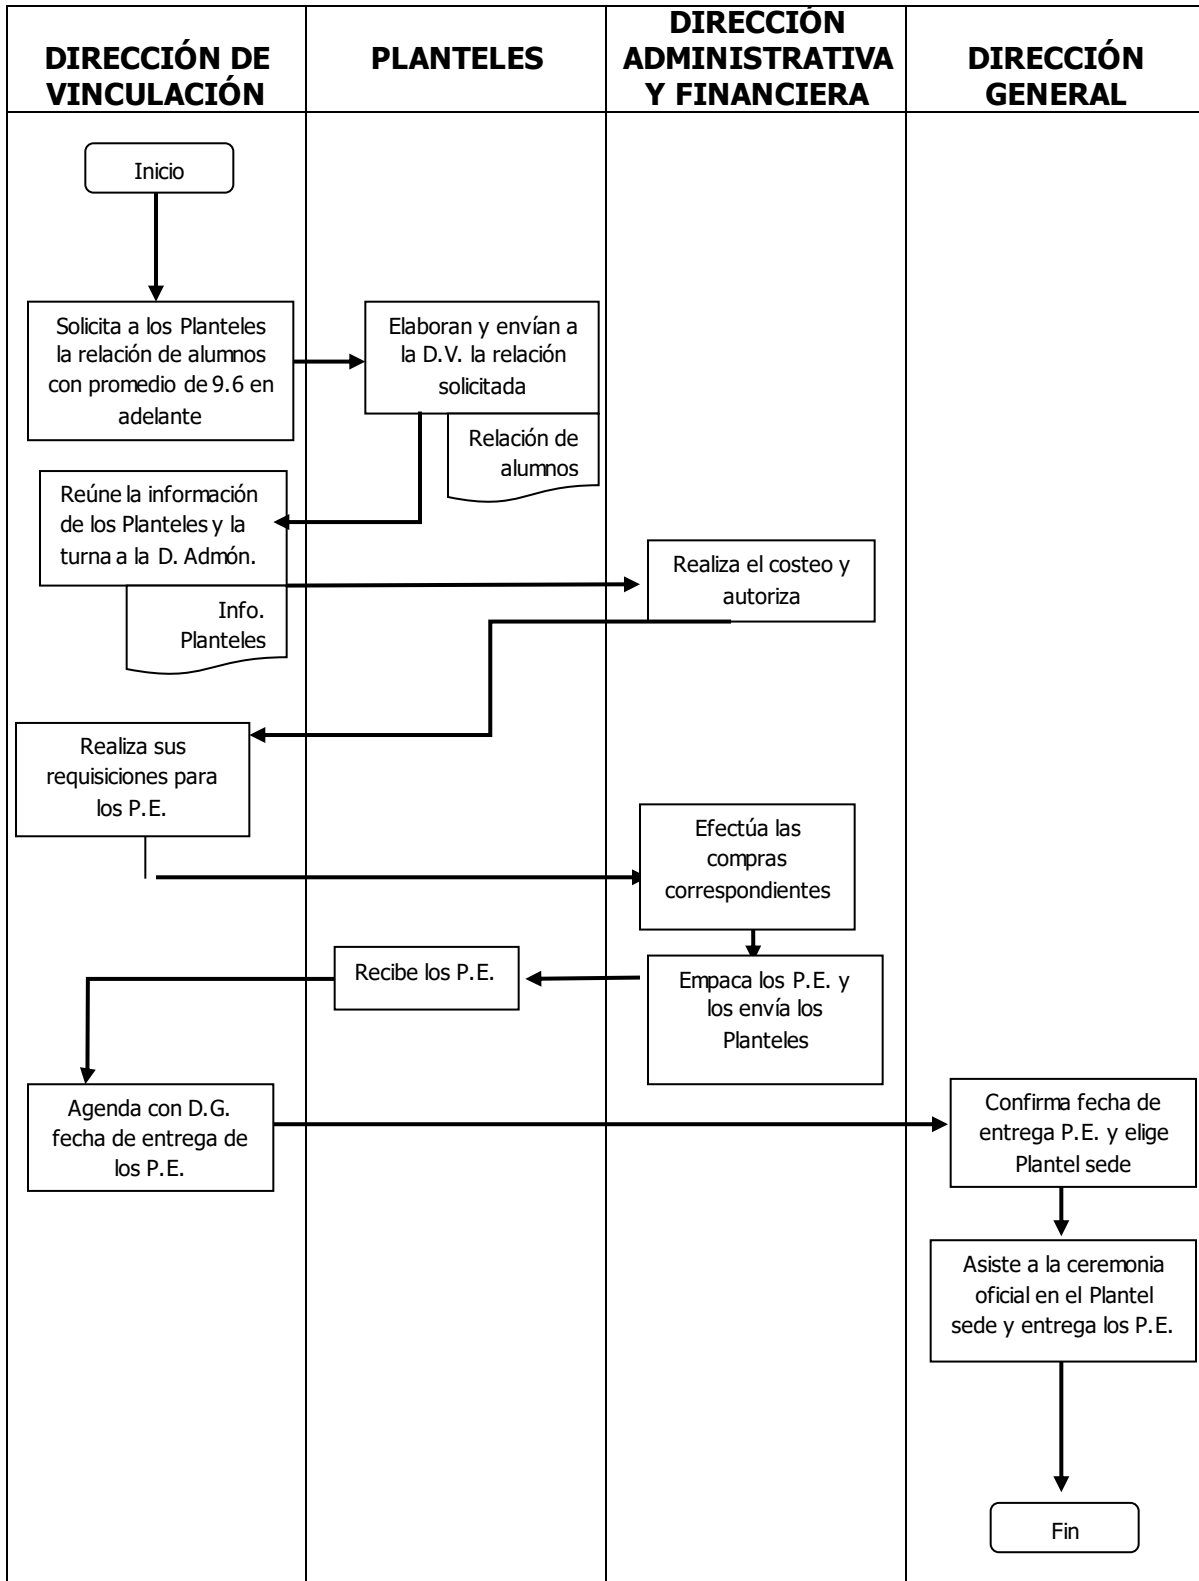 DIRECCIÓN DE
VINCULACIÓN
PLANTELES
DIRECCIÓN
ADMINISTRATIVA
Y FINANCIERA
DIRECCIÓN
GENERAL
Inicio
Solicita a los Planteles
la relación de alumnos
con promedio de 9.6 en
adelante
Elaboran y envían a
la D.V. la relación
solicitada
Relación de
alumnos
Reúne la información
de los Planteles y la
turna a la D. Admón.
Info.
Planteles
Realiza el costeo y
autoriza
Realiza sus
requisiciones para
los P.E.
Efectúa las
compras
correspondientes
Empaca los P.E. y
los envía los
Planteles
Recibe los P.E.
Agenda con D.G.
fecha de entrega de
los P.E.
Confirma fecha de
entrega P.E. y elige
Plantel sede
Asiste a la ceremonia
oficial en el Plantel
sede y entrega los P.E.
Fin